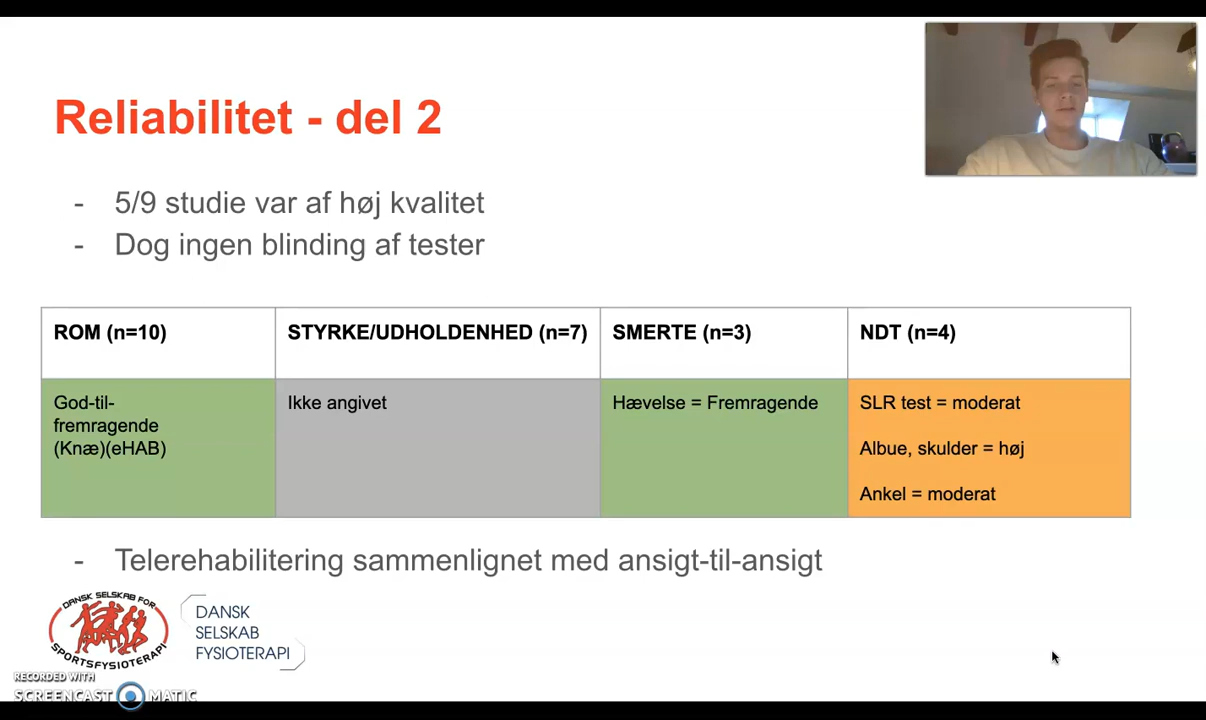 Reliabilitet - del 2
- 5/9 studie var af høj kvalitet
- Dog ingen blinding af tester
ROM (n=10)
STYRKE/UDHOLDENHED (n=7)
SMERTE (n=3)
NDT (n=4)
God-til-
fremragende
(Knæ)(eHAB)
Ikke angivet
Hævelse = Fremragende
SLR test = moderat
Albue, skulder = høj
Ankel = moderat
- Telerehabilitering sammenlignet med ansigt-til-ansigt
DANSK SELSKAB FOR
SPORTSFYSIOTERAPI
DANSK
SELSKAB
FYSIOTERAPI
RECORDED WITH
SCREENCAST MATIC